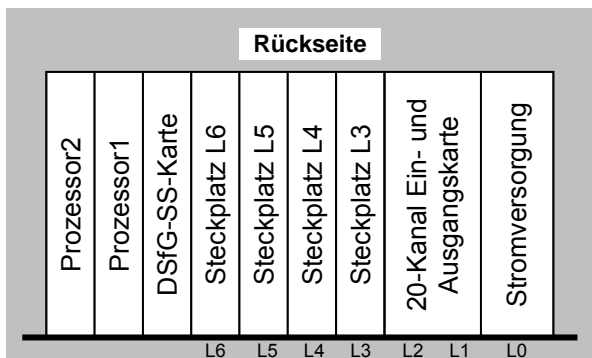 Rückseite
Prozessor2
Prozessor1
DSfG-SS-Karte
Steckplatz L6
Steckplatz L5
Steckplatz L4
Steckplatz L3
20-Kanal Ein- und
Ausgangskarte
Stromversorgung
L6 L5 L4 L3 L2 L1 L0